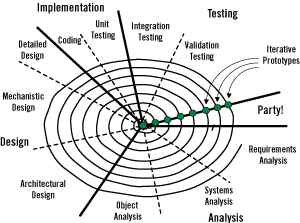 Implementation
Testing
Unit
Testing
Integration
Testing
Coding
Detailed
Design
Validation
Testing
Iterative
Prototypes
Mechanistic
Design
Party!
Design
Requirements
Analysis
Architectural
Design
Systems
Analysis
Object
Analysis
Analysis